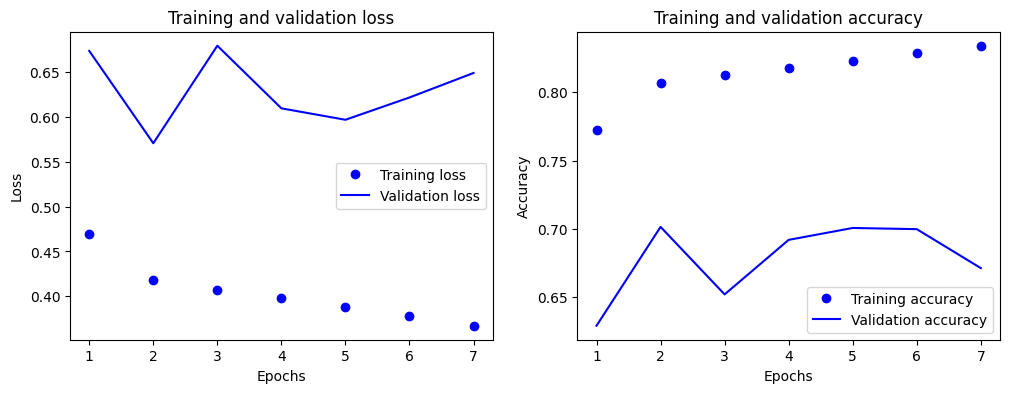 Training and validation loss
Loss
0.65
0.60
0.55
0.50
0.45
0.40
Training loss
Validation loss
1 2 3 4 5 6 7
Epochs
Training and validation accuracy
Accuracy
0.80
0.75
0.70
0.65
Training accuracy
Validation accuracy
1 2 3 4 5 6 7
Epochs